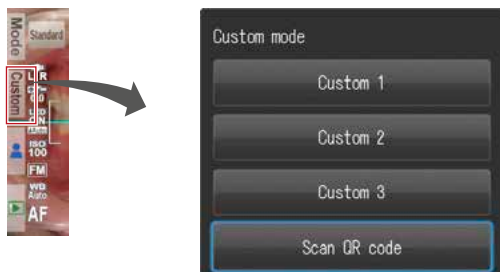 Mode
Standard
Custom
ISO
100
FM
WB
Auto
AF
Custom mode
Custom 1
Custom 2
Custom 3
Scan QR code